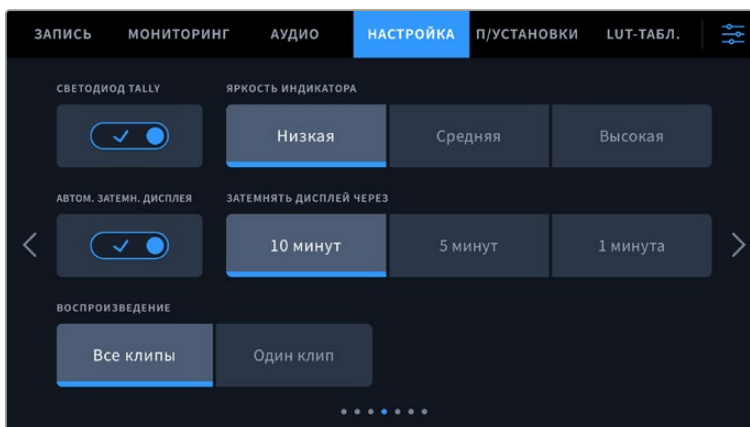 ЗАПИСЬ МОНИТОРИНГ АУДИО НАСТРОЙКА П/УСТАНОВКИ LUT-ТАБЛ.
СВЕТОДИОД TALLY ЯРКОСТЬ ИНДИКАТОРА
Низкая Средняя Высокая
АВТОМ. ЗАТЕМН. ДИСПЛЕЯ ЗАТЕМНЯТЬ ДИСПЛЕЙ ЧЕРЕЗ
10 минут 5 минут 1 минута
ВОСПРОИЗВЕДЕНИЕ
Все клипы Один клип